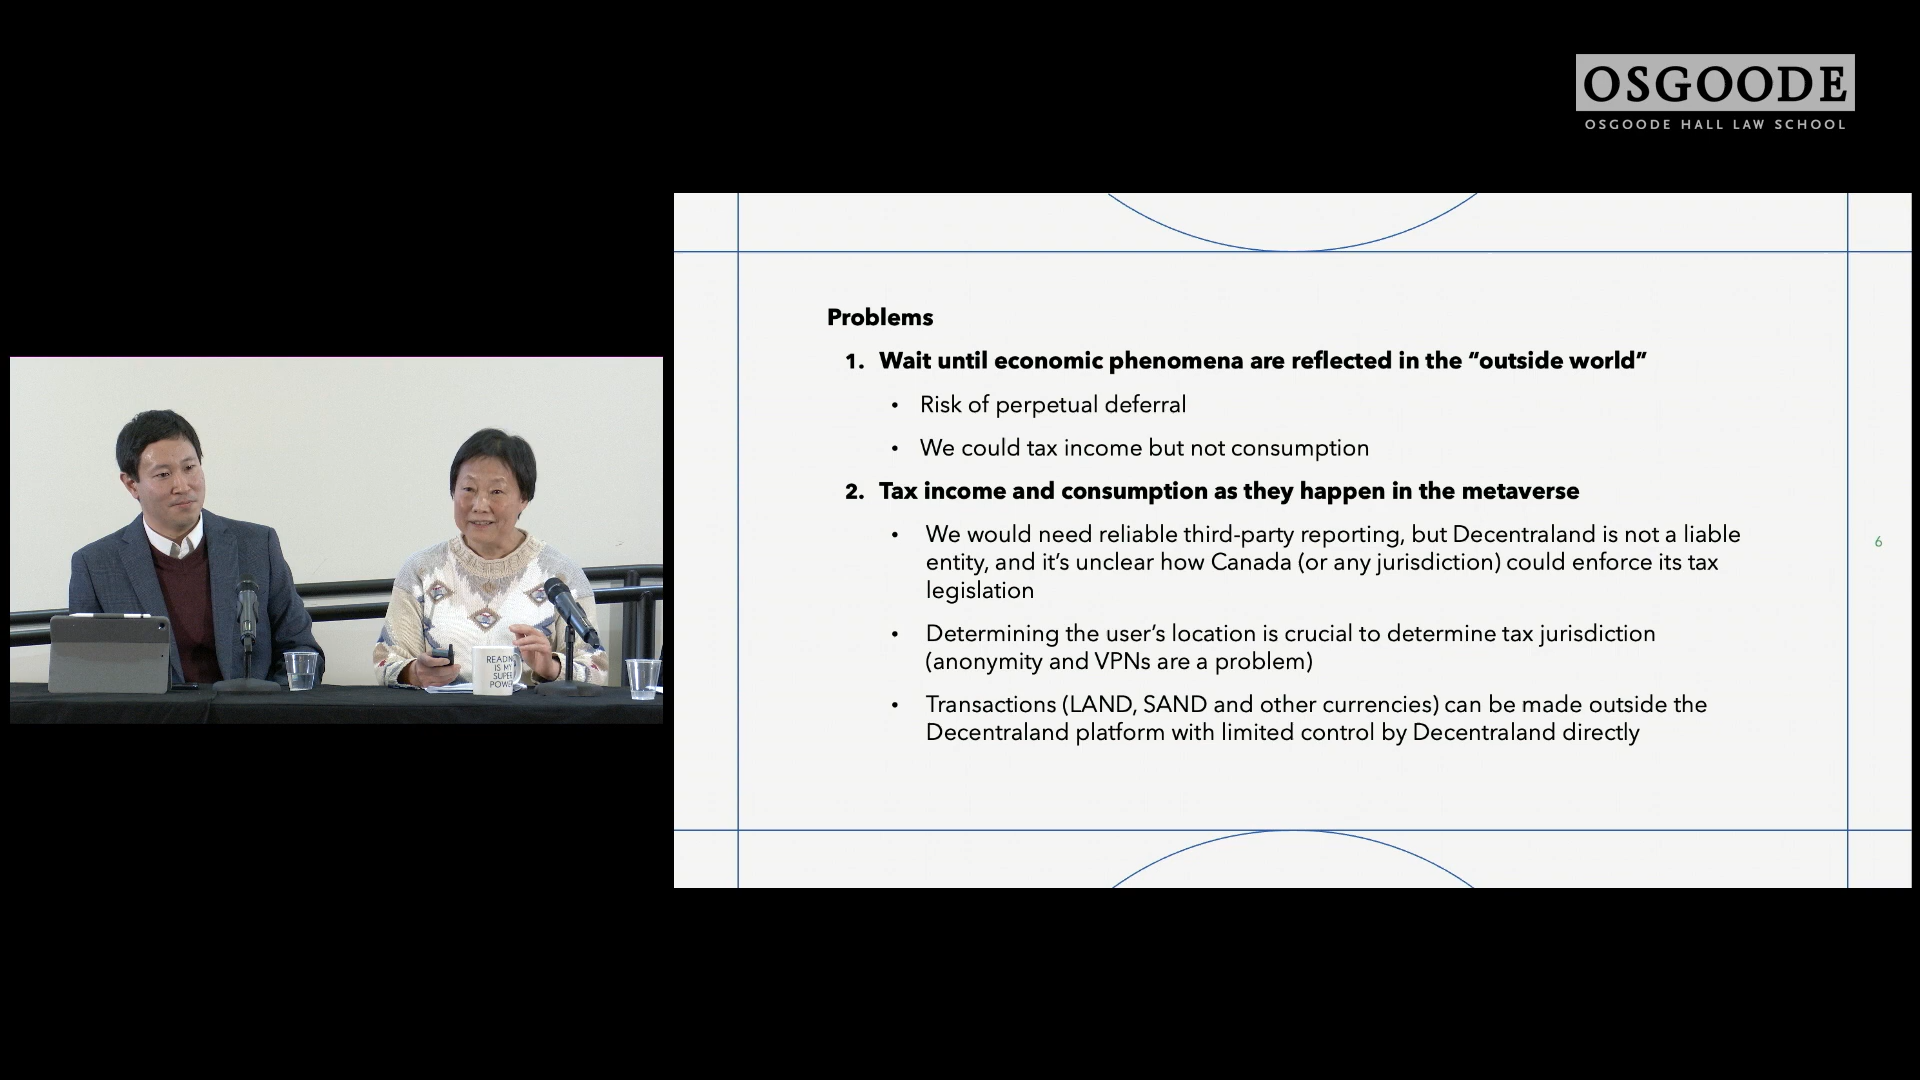 OSGOODE
OSGOODE HALL LAW SCHOOL
Problems
1. Wait until economic phenomena are reflected in the “outside world”
• Risk of perpetual deferral
• We could tax income but not consumption
2. Tax income and consumption as they happen in the metaverse
• We would need reliable third-party reporting, but Decentraland is not a liable
entity, and it’s unclear how Canada (or any jurisdiction) could enforce its tax
legislation
• Determining the user’s location is crucial to determine tax jurisdiction
(anonymity and VPNs are a problem)
• Transactions (LAND, SAND and other currencies) can be made outside the
Decentraland platform with limited control by Decentraland directly
6
READIN
IS MY
SUPER
POWE